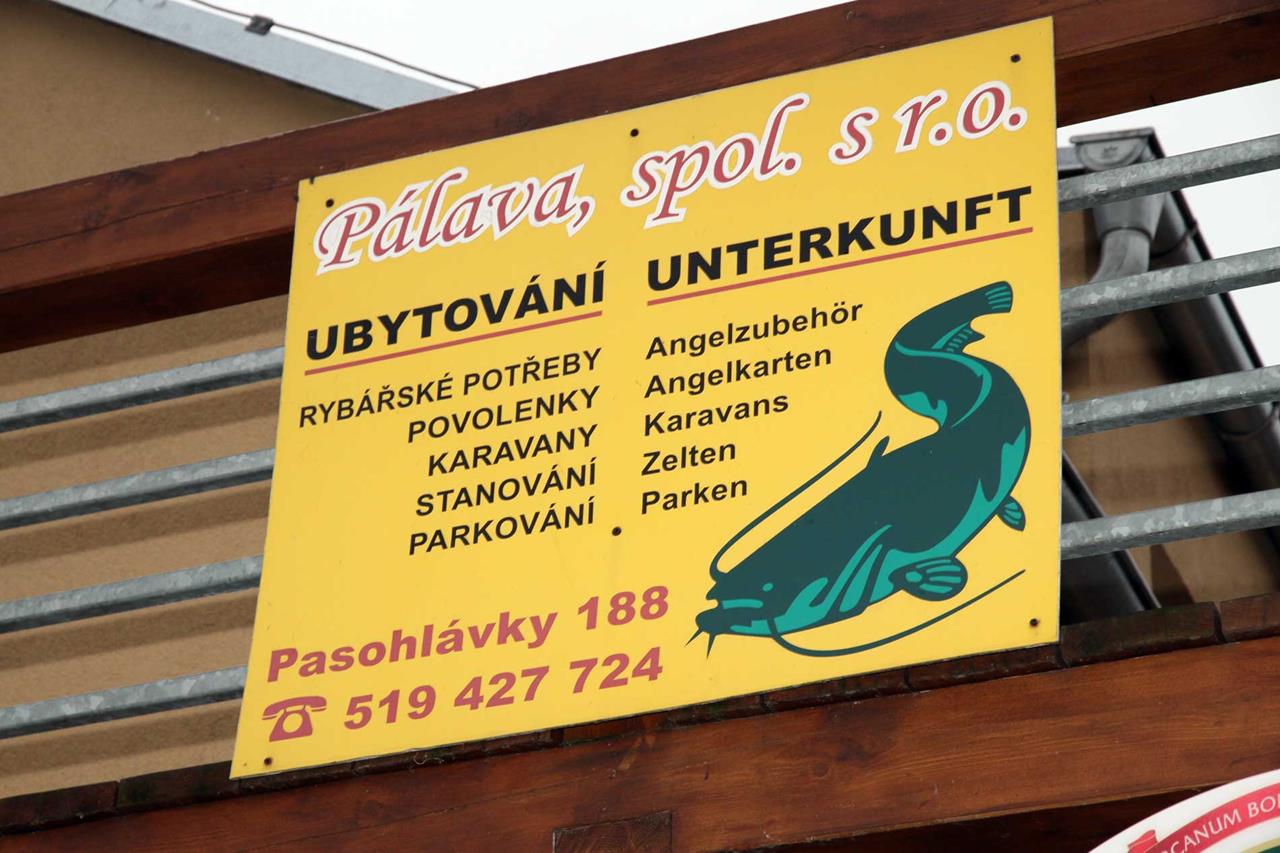 Pálava, spol. s r.o.
UBYTOVÁNÍ
RYBÁŘSKÉ POTŘEBY
POVOLENKY
KARAVANY
STANOVÁNÍ
PARKOVÁNÍ
UNTERKUNFT
Angelzubehör
Angelkarten
Karavans
Zelten
Parken
Pasohlávky 188
519 427 724